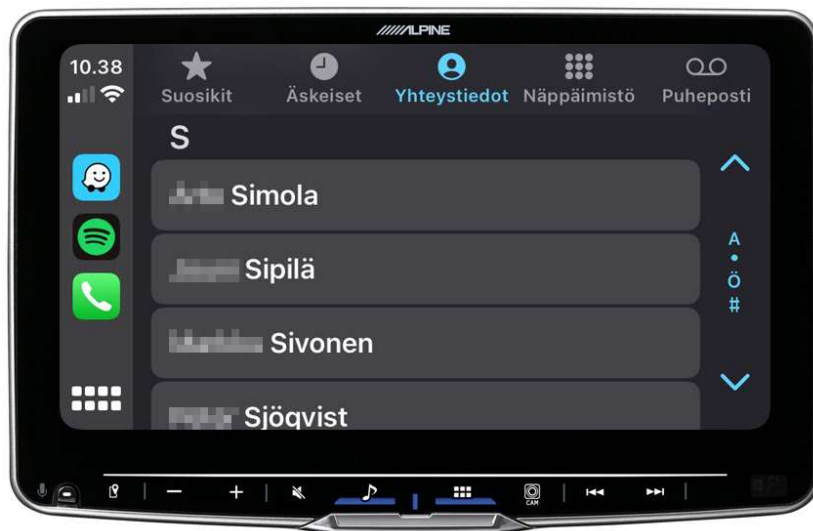 ALPINE
10.38
Suosikit Äskeiset Yhteystiedot Näppäimistö Puheposti
S
Simola
Sipilä
Sivonen
Sjöqvist
A
Ö
#
CAM